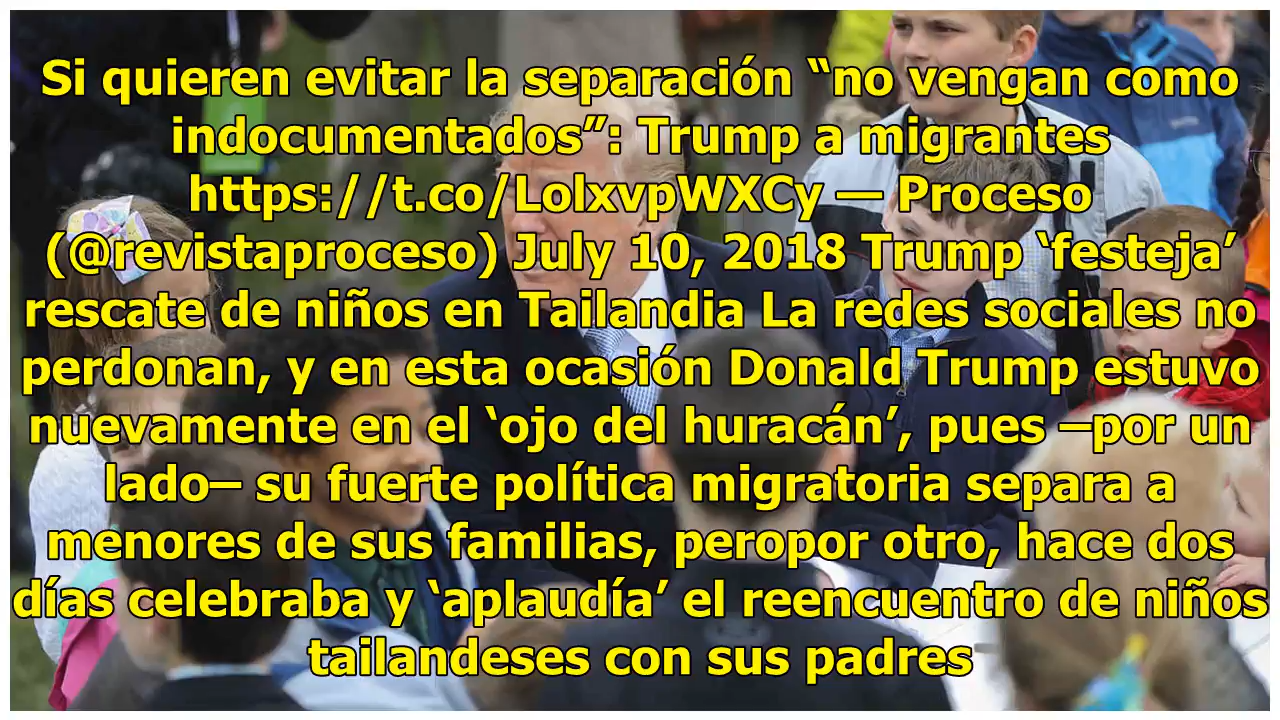 Si quieren evitar la separación “no vengan como
indocumentados”: Trump a migrantes
https://t.co/LolxvpWXCy — Proceso
(@revistaproceso) July 10, 2018 Trump ‘festeja’
rescate de niños en Tailandia La redes sociales no
perdonan, y en esta ocasión Donald Trump estuvo
nuevamente en el ‘ojo del huracán’, pues –por un
lado– su fuerte política migratoria separa a
menores de sus familias, peropor otro, hace dos
días celebraba y ‘aplaudía’ el reencuentro de niños
tailandeses con sus padres